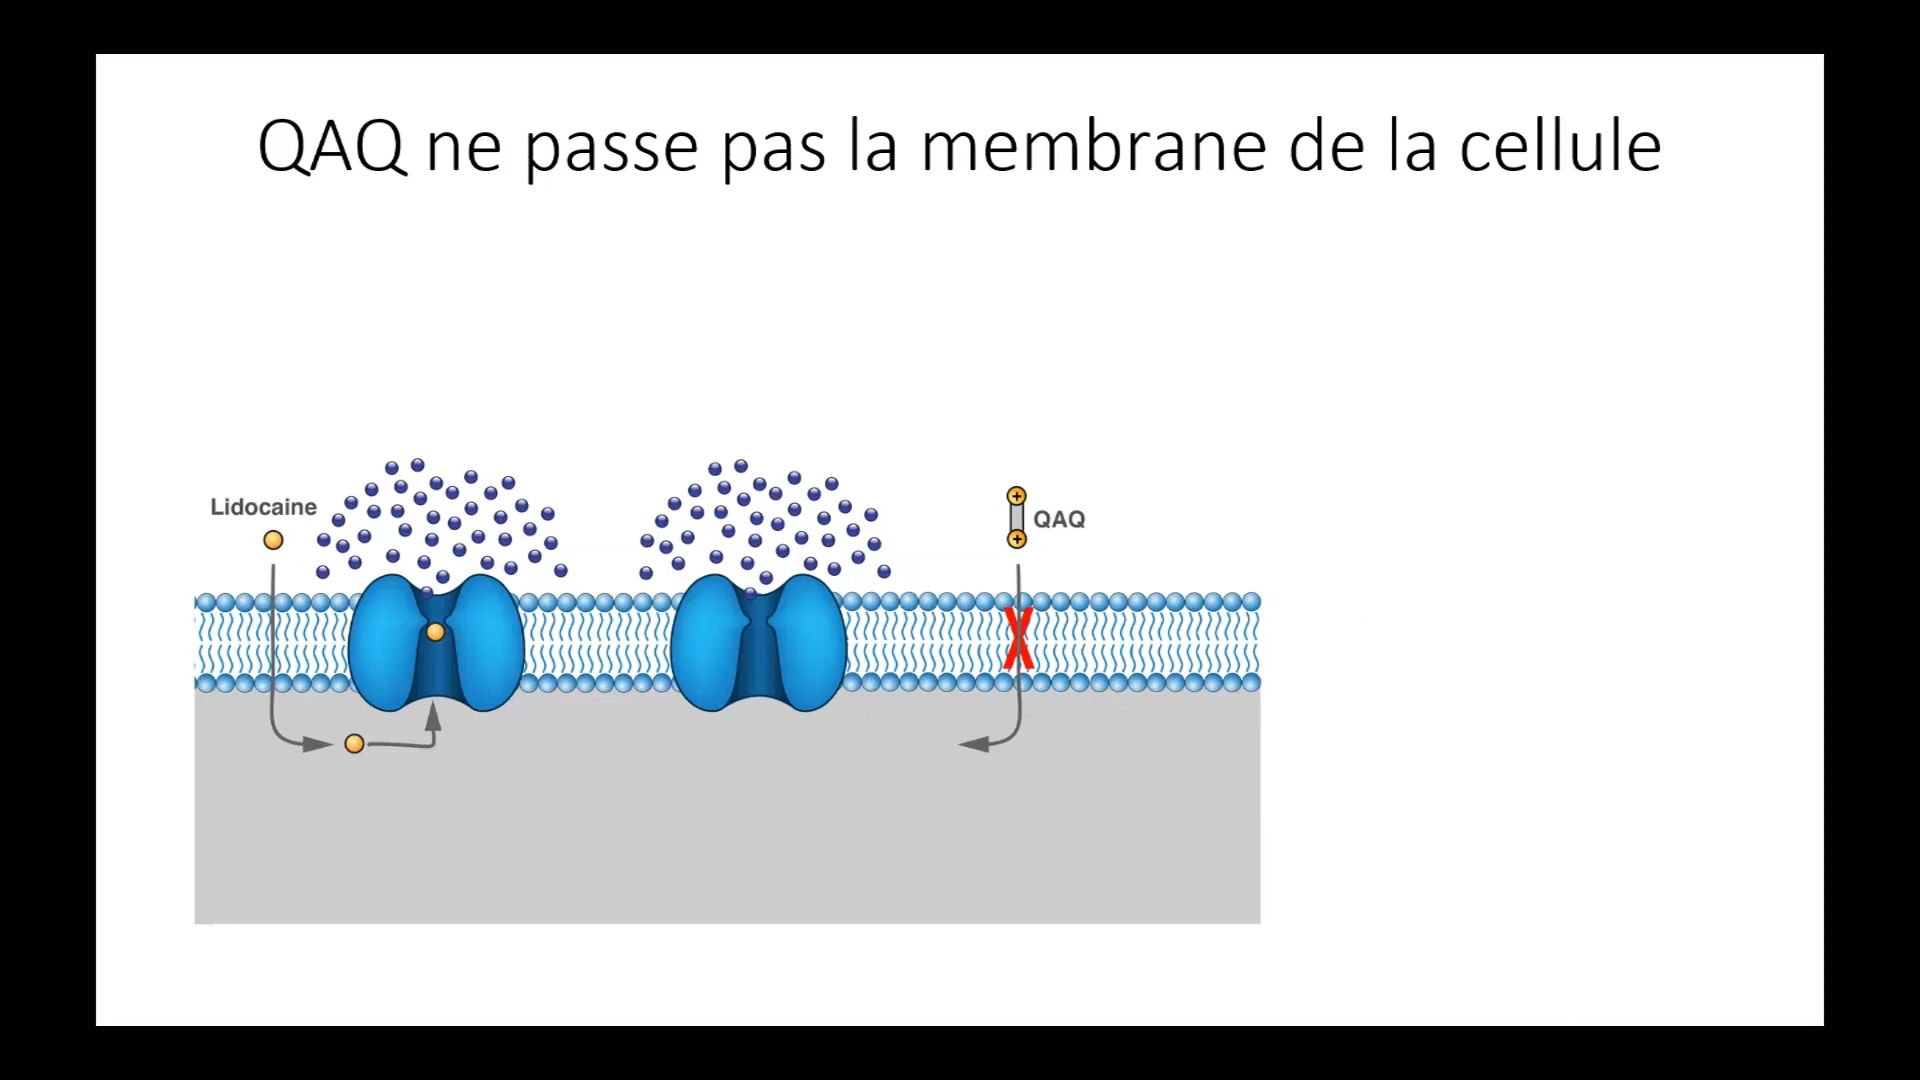 QAQ ne passe pas la membrane de la cellule
Lidocaine
+
QAQ
+
X